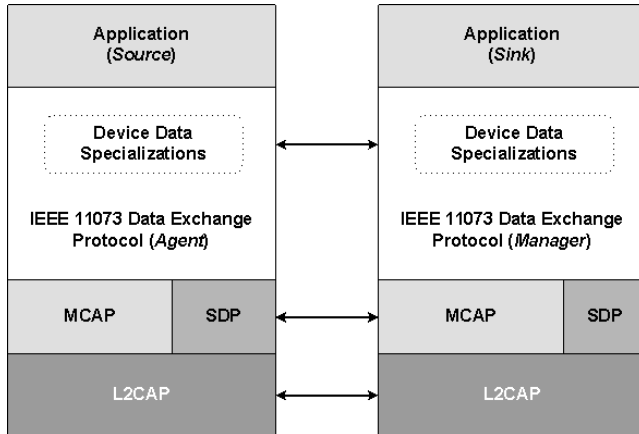 Application
(Source)
Device Data
Specializations
IEEE 11073 Data Exchange
Protocol (Agent)
MCAP
SDP
L2CAP
Application
(Sink)
Device Data
Specializations
IEEE 11073 Data Exchange
Protocol (Manager)
MCAP
SDP
L2CAP